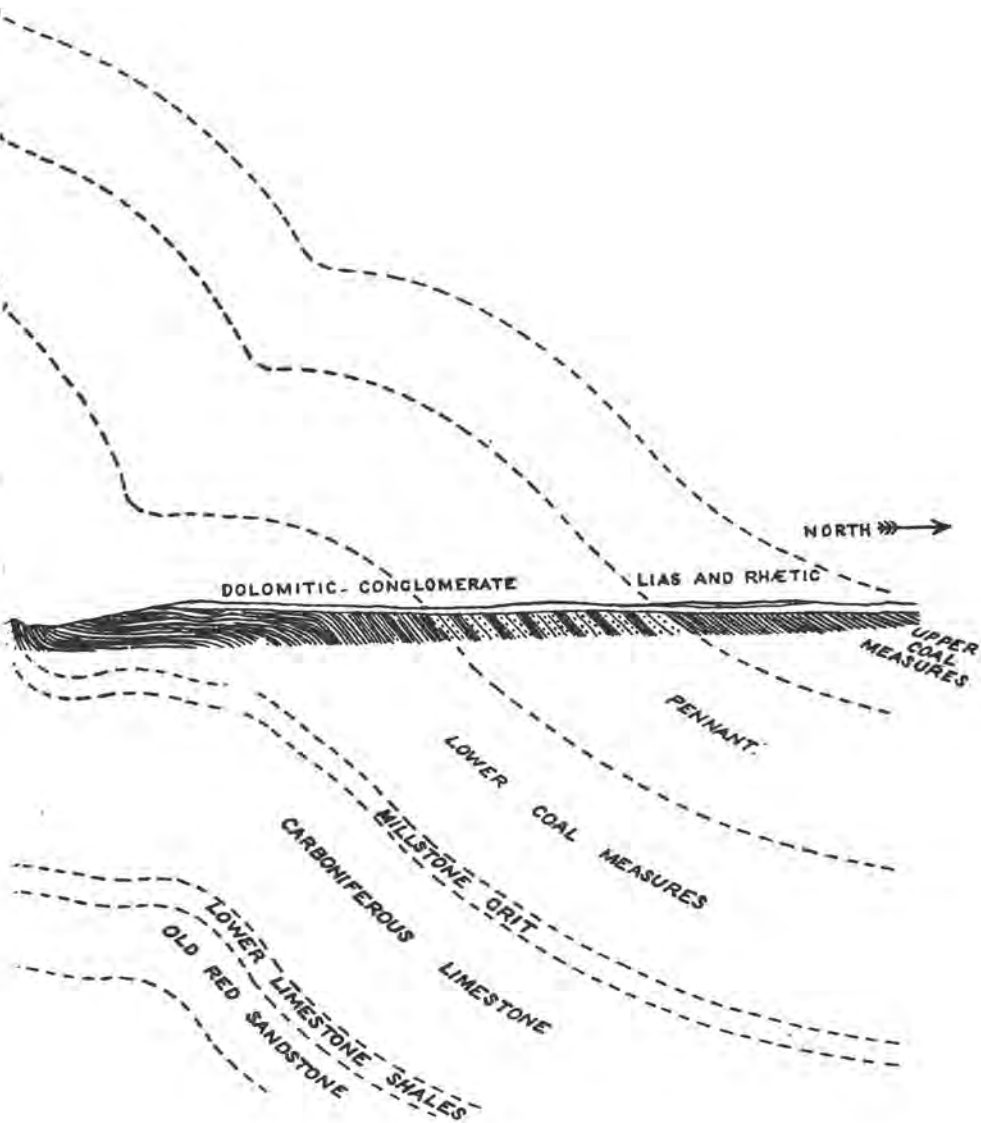 NORTH
DOLOMITIC- CONGLOMERATE
LIAS AND RHÆTIC
UPPER
COAL
MEASURES
PENNANT.
LOWER COAL MEASURES
MILLSTONE GRIT
CARBONIFEROUS LIMESTONE
LOWER LIMESTONE SHALES
OLD RED SANDSTONE